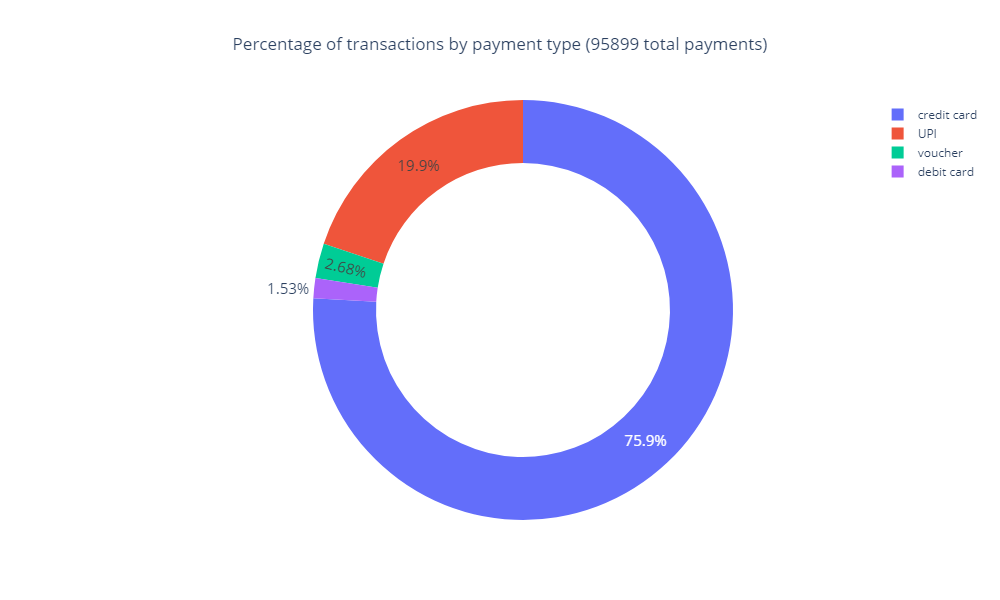 Percentage of transactions by payment type (95899 total payments)
credit card
UPI
voucher
debit card
19.9%
2.68%
1.53%
75.9%